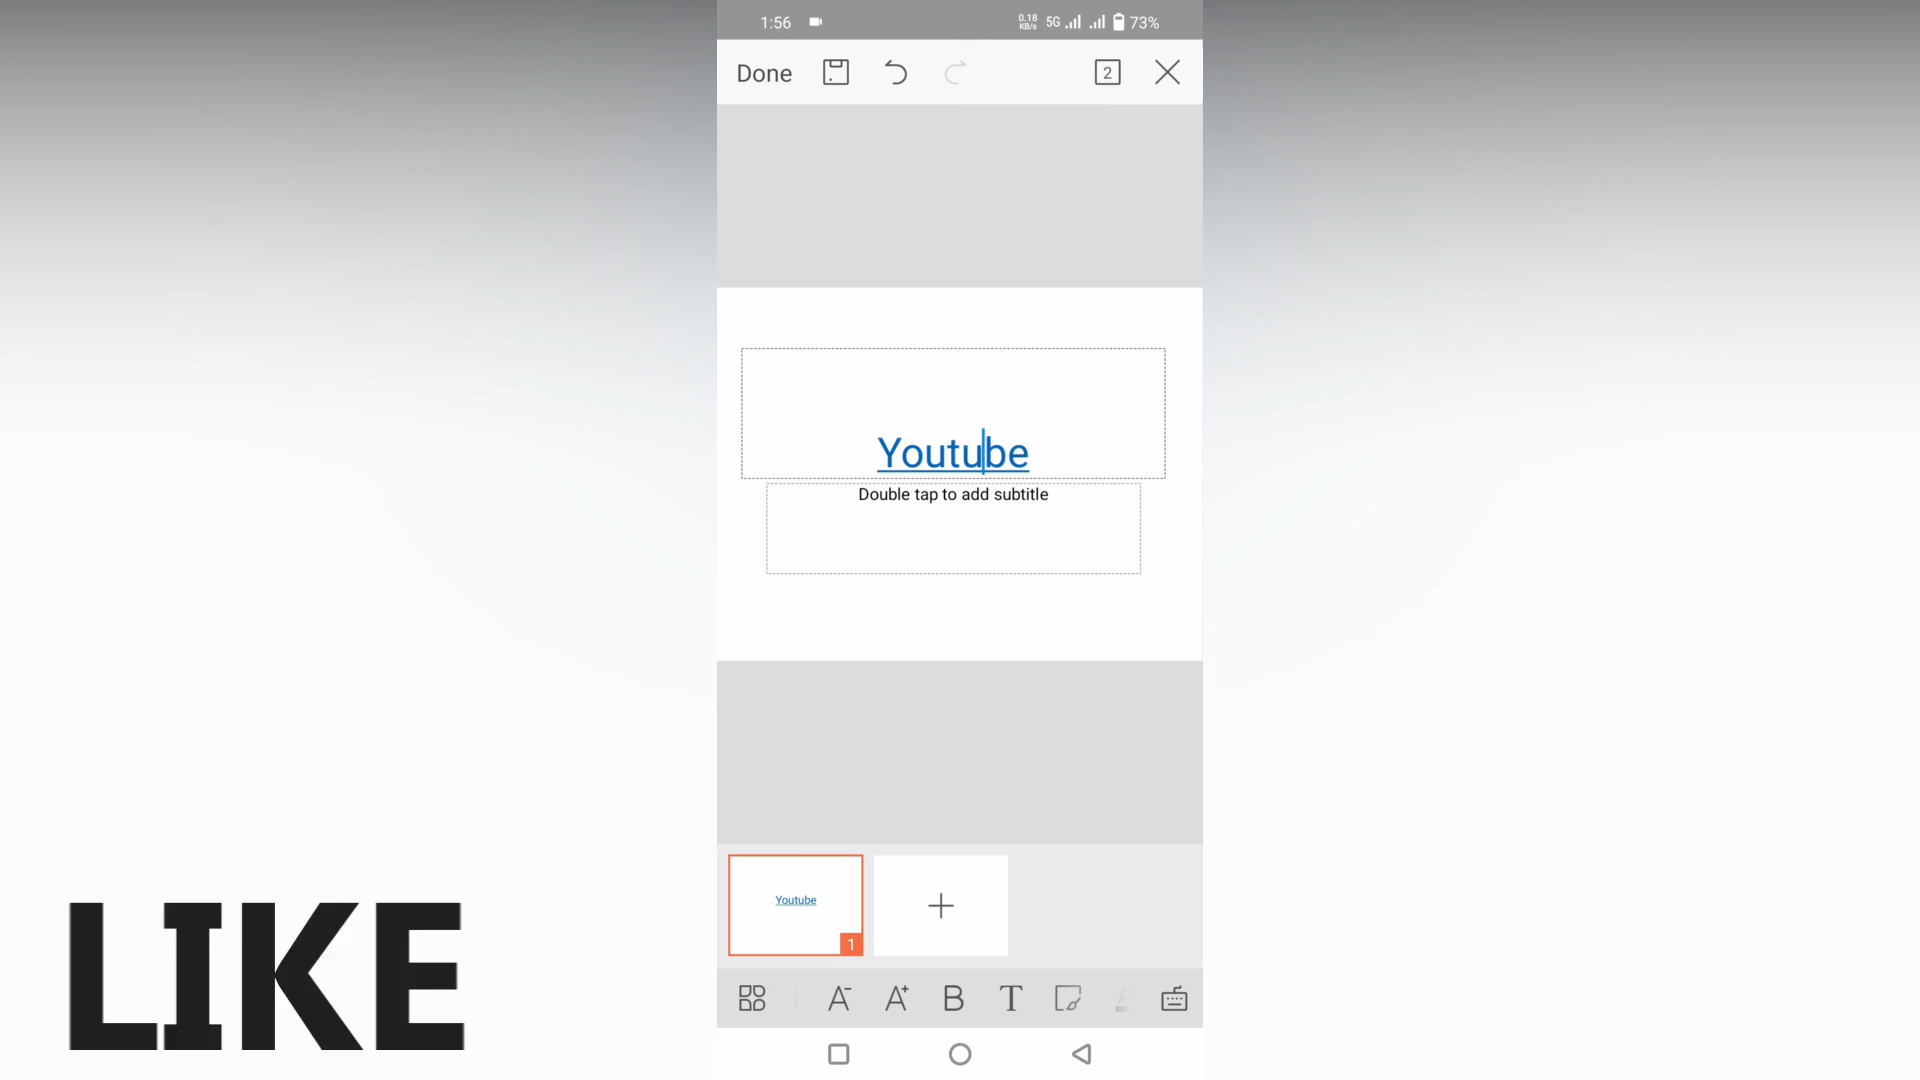 1:56
0.18
KB/s
5G
73%
Done
2
Youtube
Double tap to add subtitle
Youtube
1
A-
A+
B
T
A
LIKE